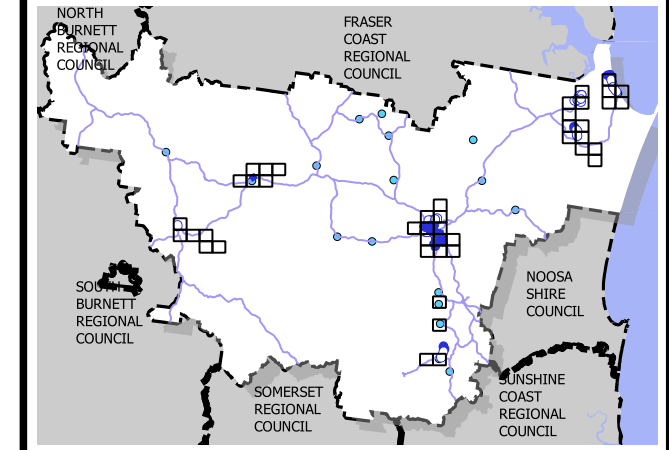 NORTH
BURNETT
REGIONAL
COUNCIL
FRASER
COAST
REGIONAL
COUNCIL
SOUTH
BURNETT
REGIONAL
COUNCIL
NOOSA
SHIRE
COUNCIL
SOMERSET
REGIONAL
COUNCIL
SUNSHINE
COAST
REGIONAL
COUNCIL